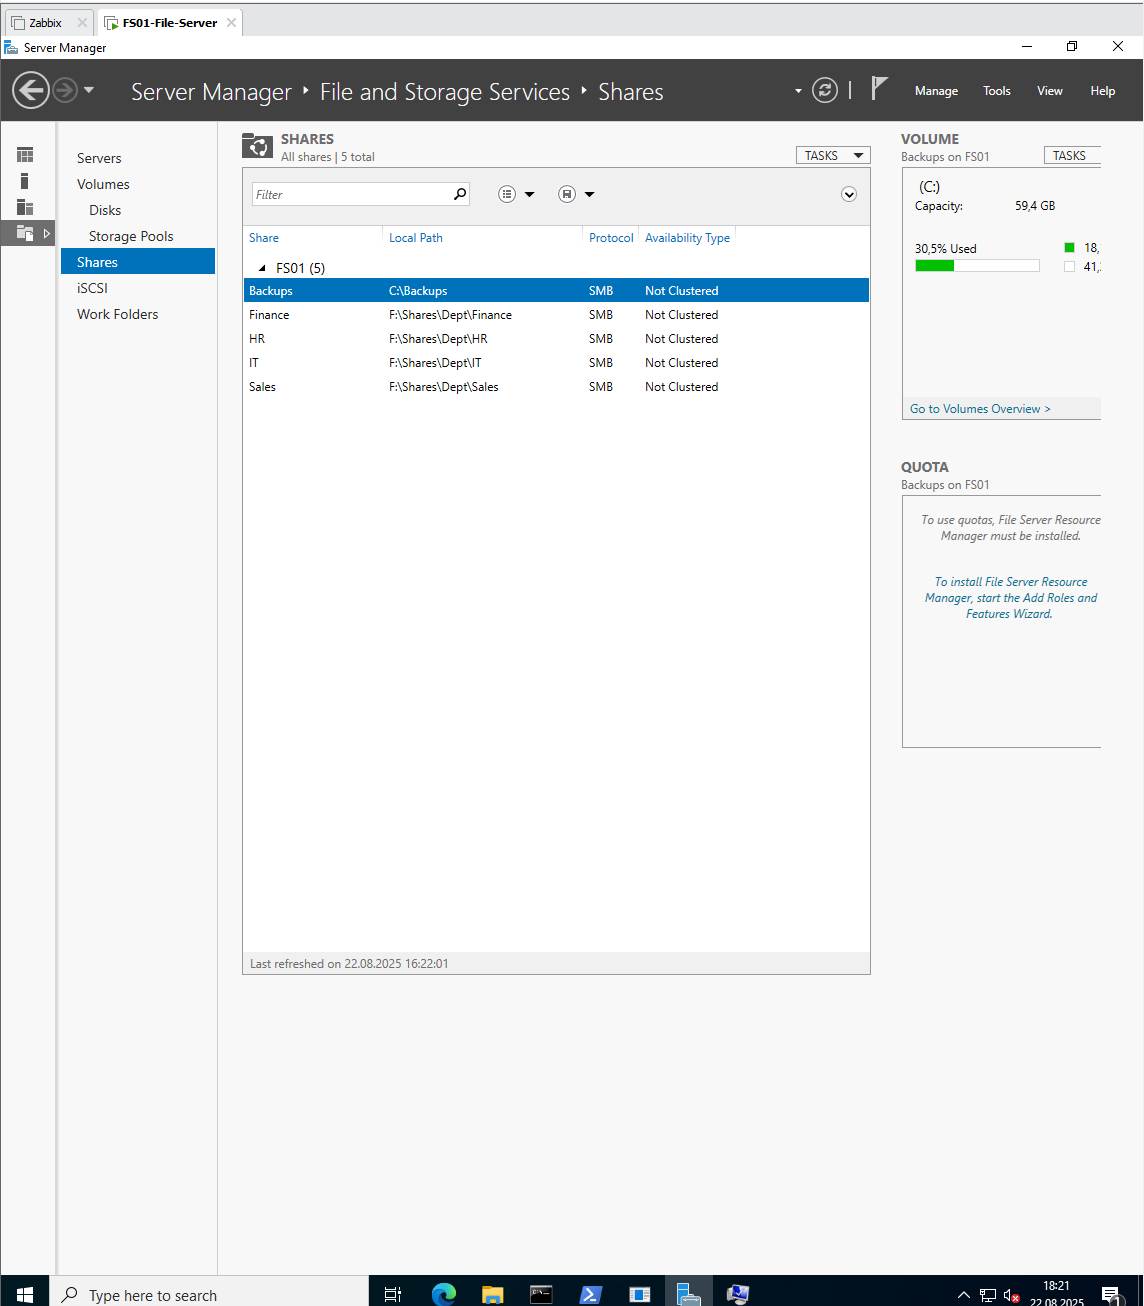 Zabbix
FS01-File-Server
Server Manager
Server Manager ‣ File and Storage Services ‣ Shares
Manage Tools View Help
Servers
Volumes
Disks
Storage Pools
Shares
iSCSI
Work Folders
SHARES
All shares | 5 total
TASKS
Filter
Share Local Path Protocol Availability Type
FS01 (5)
Backups C:\Backups SMB Not Clustered
Finance F:\Shares\Dept\Finance SMB Not Clustered
HR F:\Shares\Dept\HR SMB Not Clustered
IT F:\Shares\Dept\IT SMB Not Clustered
Sales F:\Shares\Dept\Sales SMB Not Clustered
Last refreshed on 22.08.2025 16:22:01
VOLUME
Backups on FS01
TASKS
(C:)
Capacity: 59,4 GB
30,5% Used
18,
41,
Go to Volumes Overview >
QUOTA
Backups on FS01
To use quotas, File Server Resource
Manager must be installed.
To install File Server Resource
Manager, start the Add Roles and
Features Wizard.
Type here to search
18:21
22.08.2025
1